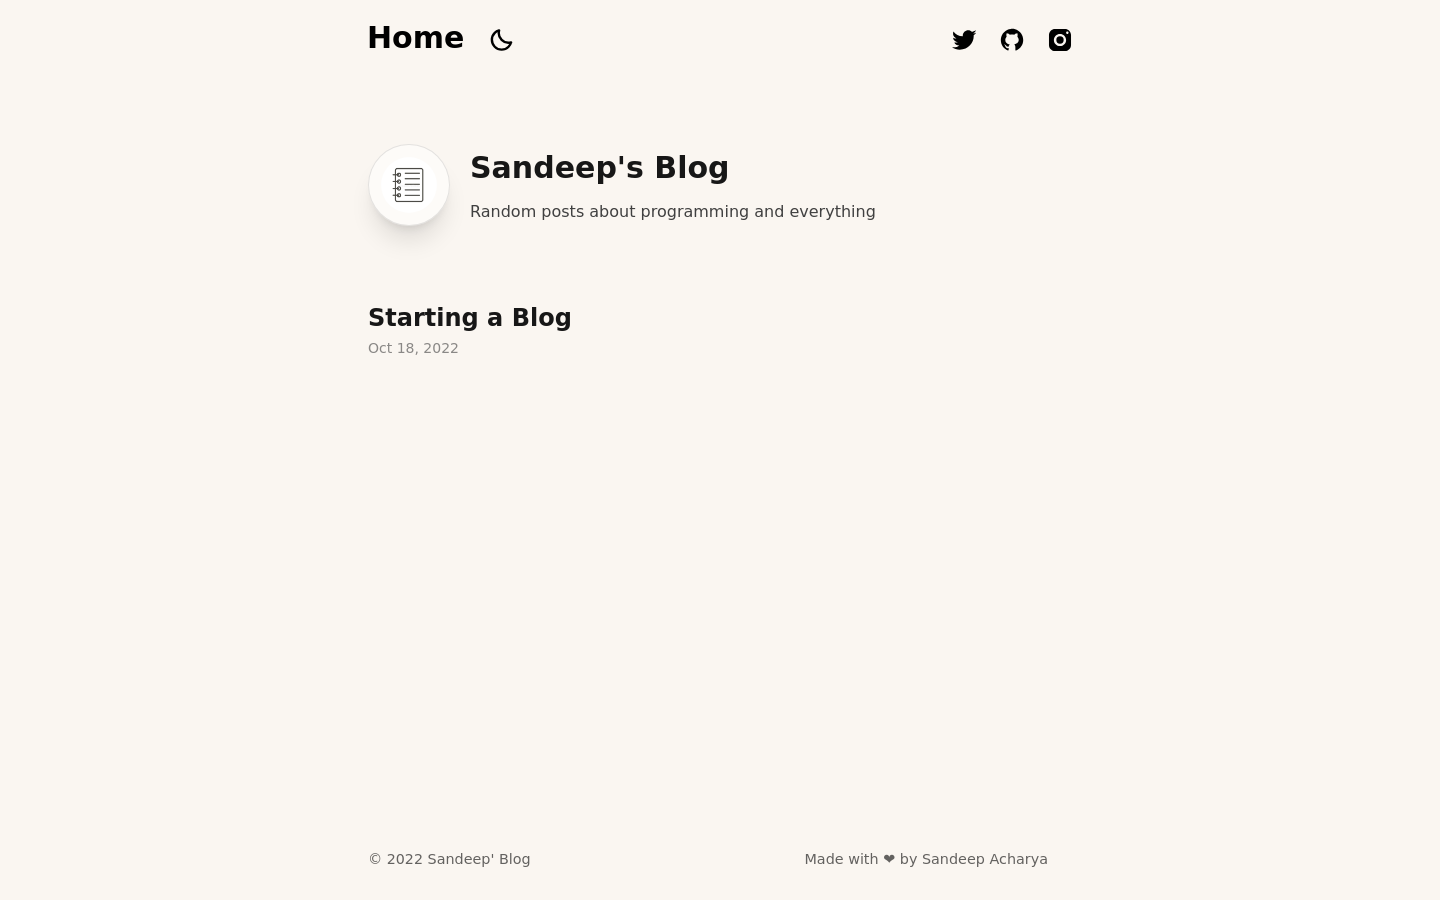 Home
Sandeep's Blog
Random posts about programming and everything
Starting a Blog
Oct 18, 2022
© 2022 Sandeep' Blog
Made with ❤ by Sandeep Acharya